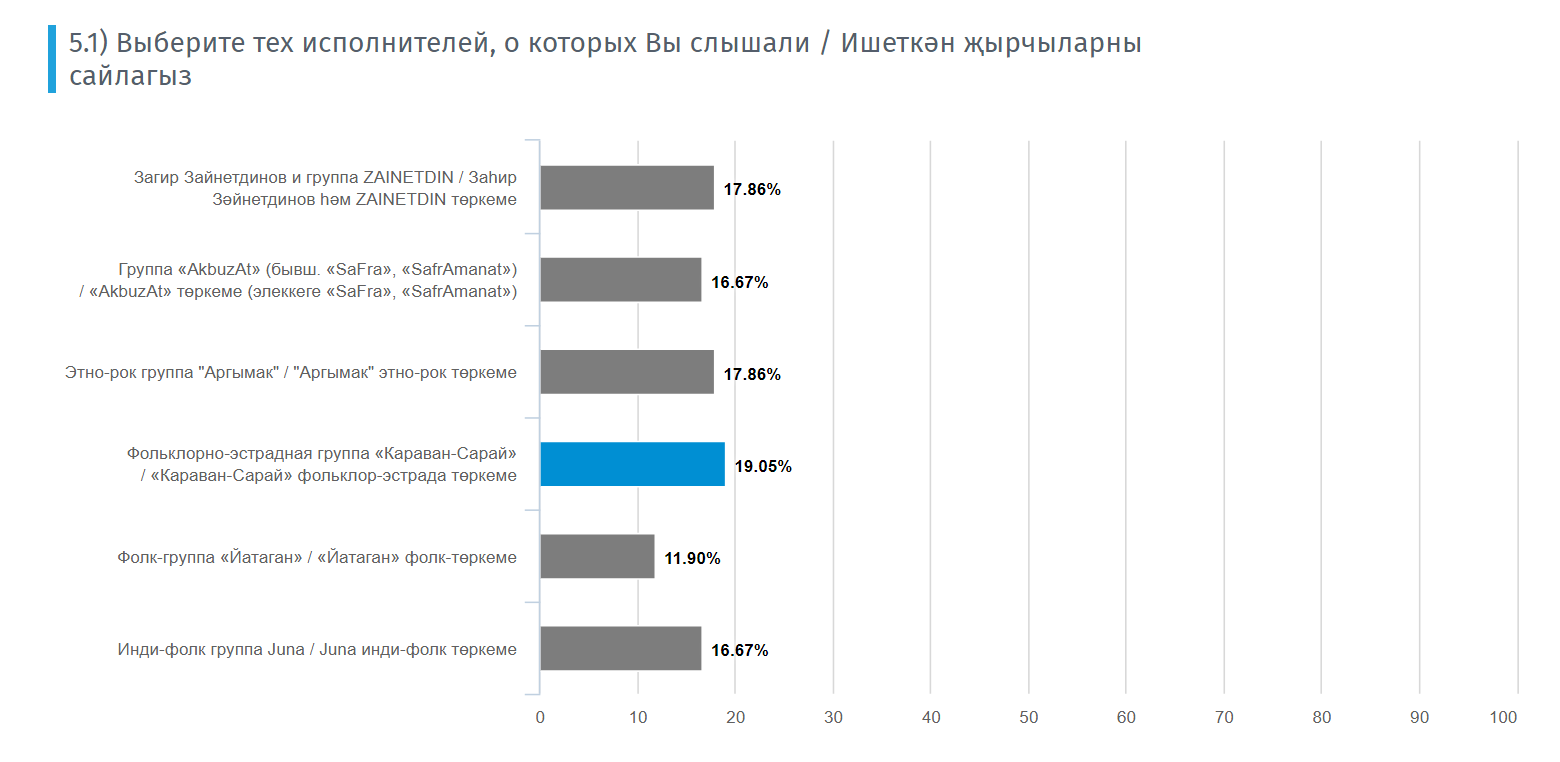 5.1) Выберите тех исполнителей, о которых Вы слышали / Ишеткән җырчыларны
сайлагыз
Загир Зайнетдинов и группа ZAINETDIN / Заһир
Зәйнетдинов һәм ZAINETDIN төркеме
17.86%
Группа «AkbuzAt» (бывш. «SaFra», «SafrAmanat»)
/ «AkbuzAt» төркеме (элеккеге «SaFra», «SafrAmanat»)
16.67%
Этно-рок группа "Аргымак" / "Аргымак" этно-рок төркеме
17.86%
Фольклорно-эстрадная группа «Караван-Сарай»
/ «Караван-Сарай» фольклор-эстрада төркеме
19.05%
Фолк-группа «Йатаган» / «Йатаган» фолк-төркеме
11.90%
Инди-фолк группа Juna / Juna инди-фолк төркеме
16.67%
0 10 20 30 40 50 60 70 80 90 100